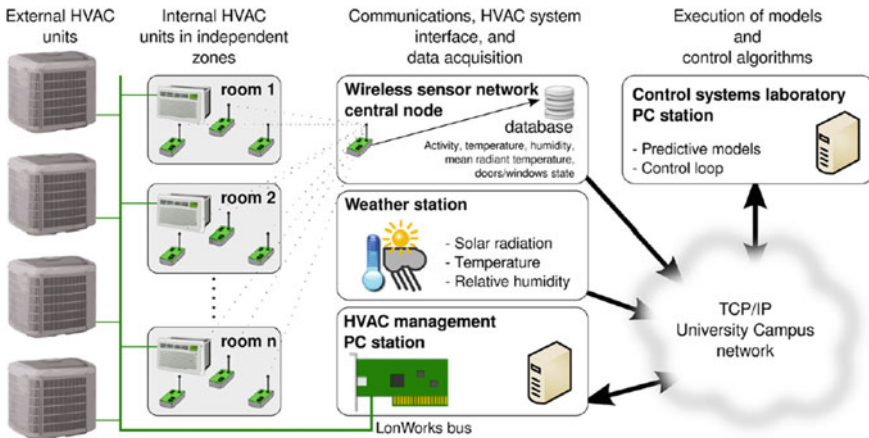 External HVAC
units
Internal HVAC
units in independent
zones
Communications, HVAC system
interface, and
data acquisition
Execution of models
and
control algorithms
room 1
room 2
room n
Wireless sensor network
central node
database
Activity, temperature, humidity,
mean radiant temperature,
doors/windows state
Weather station
- Solar radiation
- Temperature
- Relative humidity
HVAC management
PC station
LonWorks bus
Control systems laboratory
PC station
- Predictive models
- Control loop
TCP/IP
University Campus
network